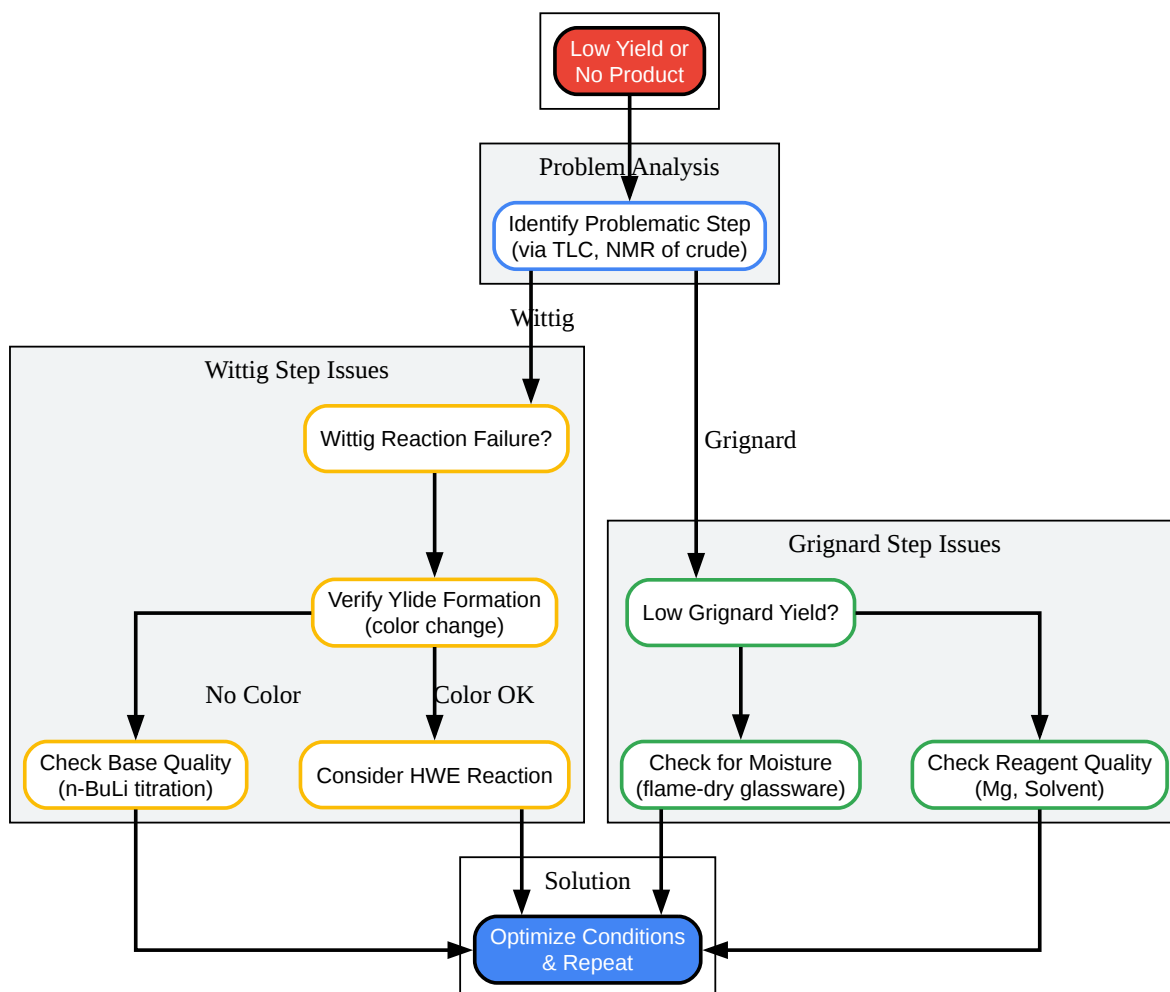 Low Yield or
No Product
Problem Analysis
Identify Problematic Step
(via TLC, NMR of crude)
Wittig
Wittig Step Issues
Wittig Reaction Failure?
Grignard
Grignard Step Issues
Verify Ylide Formation
(color change)
Low Grignard Yield?
No Color
Color OK
Check Base Quality
(n-BuLi titration)
Consider HWE Reaction
Check for Moisture
(flame-dry glassware)
Check Reagent Quality
(Mg, Solvent)
Solution
Optimize Conditions
& Repeat